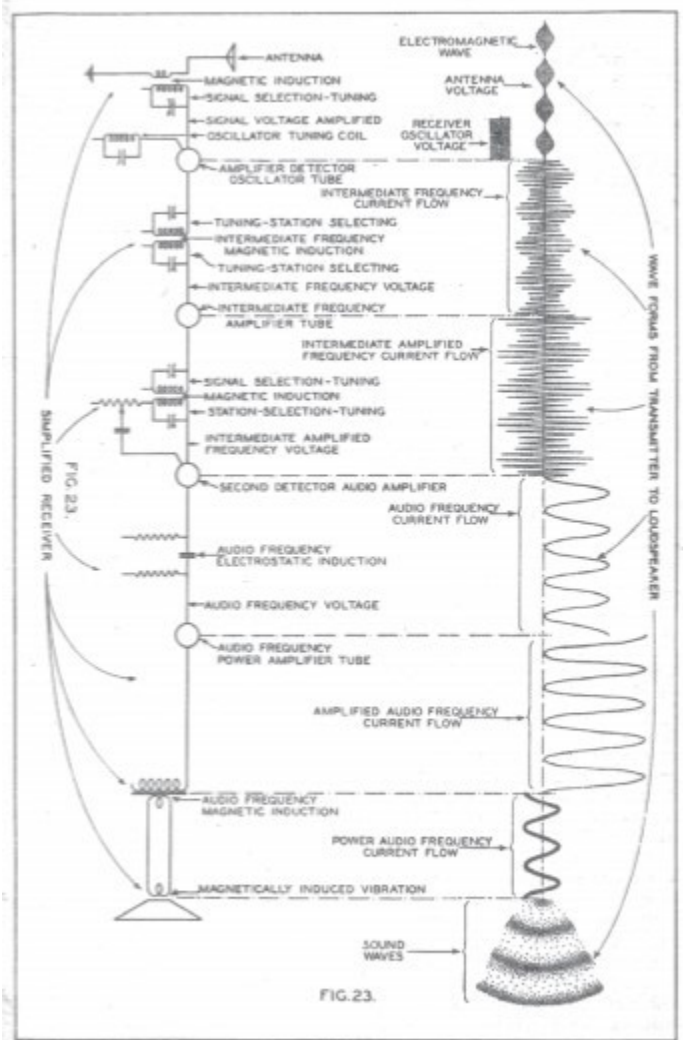 ANTENNA
MAGNETIC INDUCTION
SIGNAL SELECTION-TUNING
SIGNAL VOLTAGE AMPLIFIED
OSCILLATOR TUNING COIL
AMPLIFIER DETECTOR
OSCILLATOR TUBE
TUNING-STATION SELECTING
INTERMEDIATE FREQUENCY
MAGNETIC INDUCTION
TUNING-STATION SELECTING
INTERMEDIATE FREQUENCY VOLTAGE
INTERMEDIATE FREQUENCY
AMPLIFIER TUBE
SIGNAL SELECTION-TUNING
MAGNETIC INDUCTION
STATION-SELECTION-TUNING
INTERMEDIATE AMPLIFIED
FREQUENCY VOLTAGE
SECOND DETECTOR AUDIO AMPLIFIER
AUDIO FREQUENCY
ELECTROSTATIC INDUCTION
AUDIO FREQUENCY VOLTAGE
AUDIO FREQUENCY
POWER AMPLIFIER TUBE
AUDIO FREQUENCY
MAGNETIC INDUCTION
MAGNETICALLY INDUCED VIBRATION
SIMPLIFIED RECEIVER
FIG. 23.
ELECTROMAGNETIC
WAVE
ANTENNA
VOLTAGE
RECEIVER
OSCILLATOR
VOLTAGE
INTERMEDIATE FREQUENCY
CURRENT FLOW
INTERMEDIATE AMPLIFIED
FREQUENCY CURRENT FLOW
AUDIO FREQUENCY
CURRENT FLOW
AMPLIFIED AUDIO FREQUENCY
CURRENT FLOW
POWER AUDIO FREQUENCY
CURRENT FLOW
SOUND
WAVES
WAVE FORMS FROM TRANSMITTER TO LOUDSPEAKER
FIG.23.